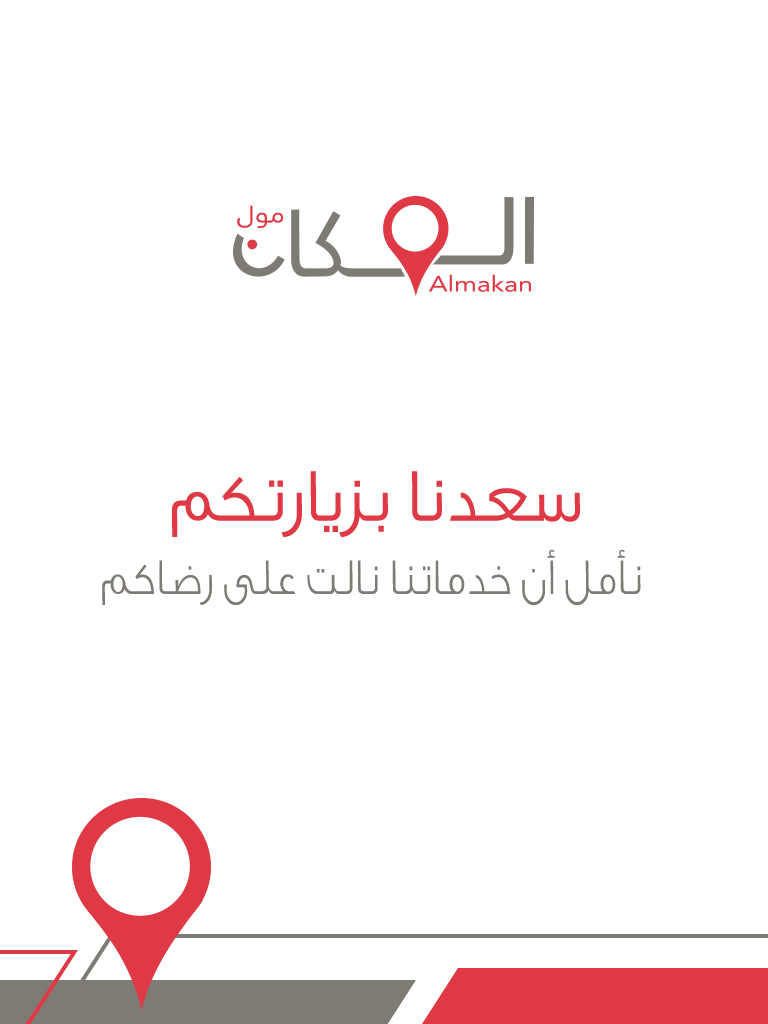 المكان
مول
Almakan
سعدنا بزيارتكم
نأمل أن خدماتنا نالت على رضاكم